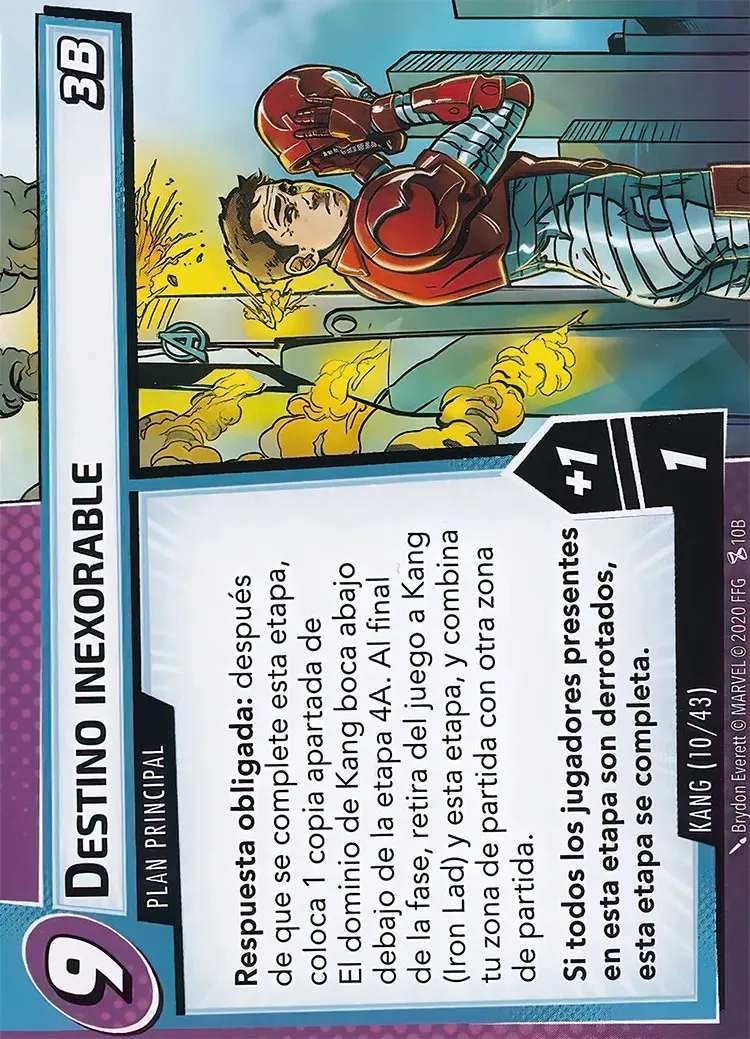 9
DESTINO INEXORABLE
3B
PLAN PRINCIPAL
Respuesta obligada: después
de que se complete esta etapa,
coloca 1 copia apartada de
El dominio de Kang boca abajo
debajo de la etapa 4A. Al final
de la fase, retira del juego a Kang
(Iron Lad) y esta etapa, y combina
tu zona de partida con otra zona
de partida.
Si todos los jugadores presentes
en esta etapa son derrotados,
esta etapa se completa.
+1
1
KANG (10/43)
Brydon Everett © MARVEL © 2020 FFG 10B